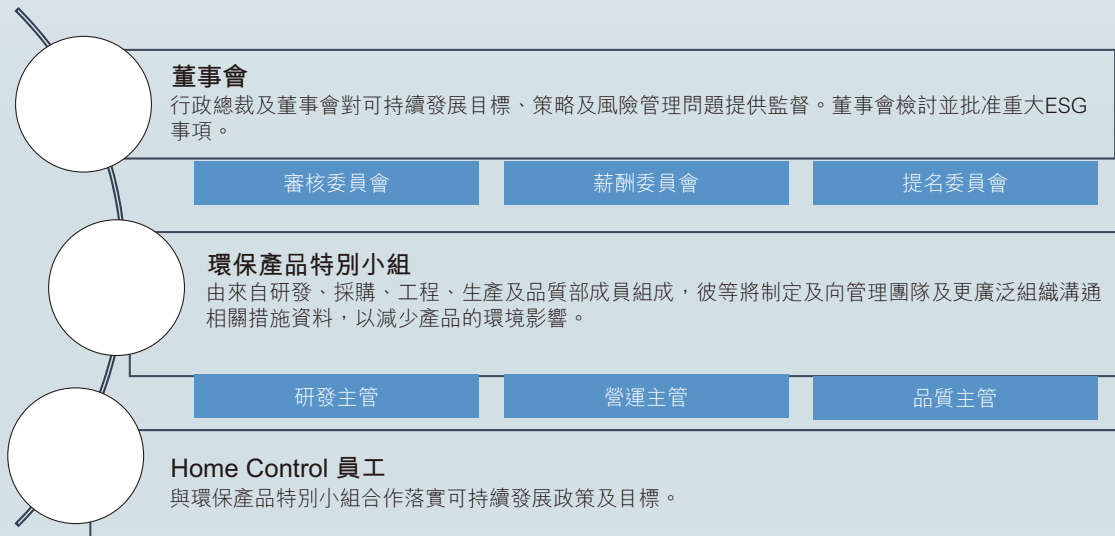 董事會
行政總裁及董事會對可持續發展目標、策略及風險管理問題提供監督。董事會檢討並批准重大ESG
事項。
審核委員會
薪酬委員會
提名委員會
環保產品特別小組
由來自研發、採購、工程、生產及品質部成員組成，彼等將制定及向管理團隊及更廣泛組織溝通
相關措施資料，以減少產品的環境影響。
研發主管
營運主管
品質主管
Home Control 員工
與環保產品特別小組合作落實可持續發展政策及目標。